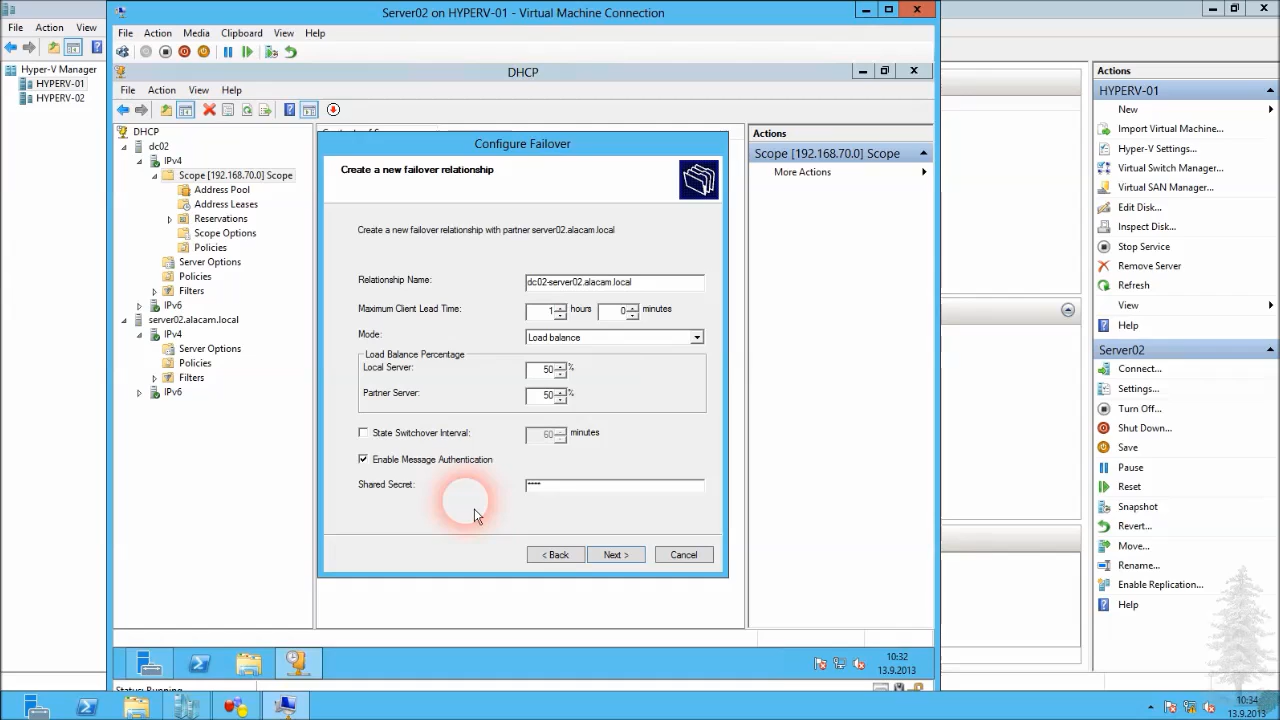 Server02 on HYPERV-01 - Virtual Machine Connection
File Action View
File Action Media Clipboard View Help
Hyper-V Manager
HYPERV-01
HYPERV-02
DHCP
File Action View Help
DHCP
dc02
IPv4
Scope [192.168.70.0] Scope
Address Pool
Address Leases
Reservations
Scope Options
Policies
Server Options
Policies
Filters
IPv6
server02.alacam.local
IPv4
Server Options
Policies
Filters
IPv6
Configure Failover
Create a new failover relationship
Create a new failover relationship with partner server02.alacam.local
Relationship Name: dc02-server02.alacam.local
Maximum Client Lead Time: 1 hours 0 minutes
Mode: Load balance
Load Balance Percentage
Local Server: 50 %
Partner Server: 50 %
State Switchover Interval: 60 minutes
Enable Message Authentication
Shared Secret: ****
< Back Next > Cancel
Actions
Scope [192.168.70.0] Scope
More Actions
Actions
HYPERV-01
New
Import Virtual Machine...
Hyper-V Settings...
Virtual Switch Manager...
Virtual SAN Manager...
Edit Disk...
Inspect Disk...
Stop Service
Remove Server
Refresh
View
Help
Server02
Connect...
Settings...
Turn Off...
Shut Down...
Save
Pause
Reset
Snapshot
Revert...
Move...
Rename...
Enable Replication...
Help
10:32
13.9.2013
Status: Running
10:34
13.9.2013